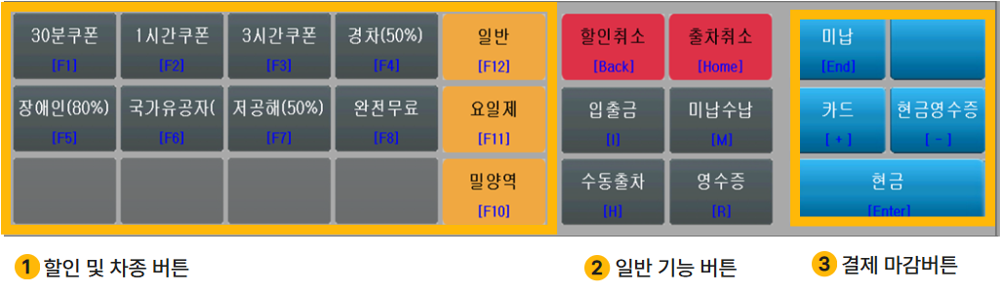 30분쿠폰 1시간쿠폰 3시간쿠폰 경차(50%) 일반 할인취소 출차취소 미납
[F1] [F2] [F3] [F4] [F12] [Back] [Home] [End]
장애인(80%) 국가유공자( 저공해(50%) 완전무료 요일제 입출금 미납수납 카드 현금영수증
[F5] [F6] [F7] [F8] [F11] [I] [M] [ + ] [ - ]
밀양역 수동출차 영수증 현금
[F10] [H] [R] [Enter]
1 할인 및 차종 버튼 2 일반 기능 버튼 3 결제 마감버튼